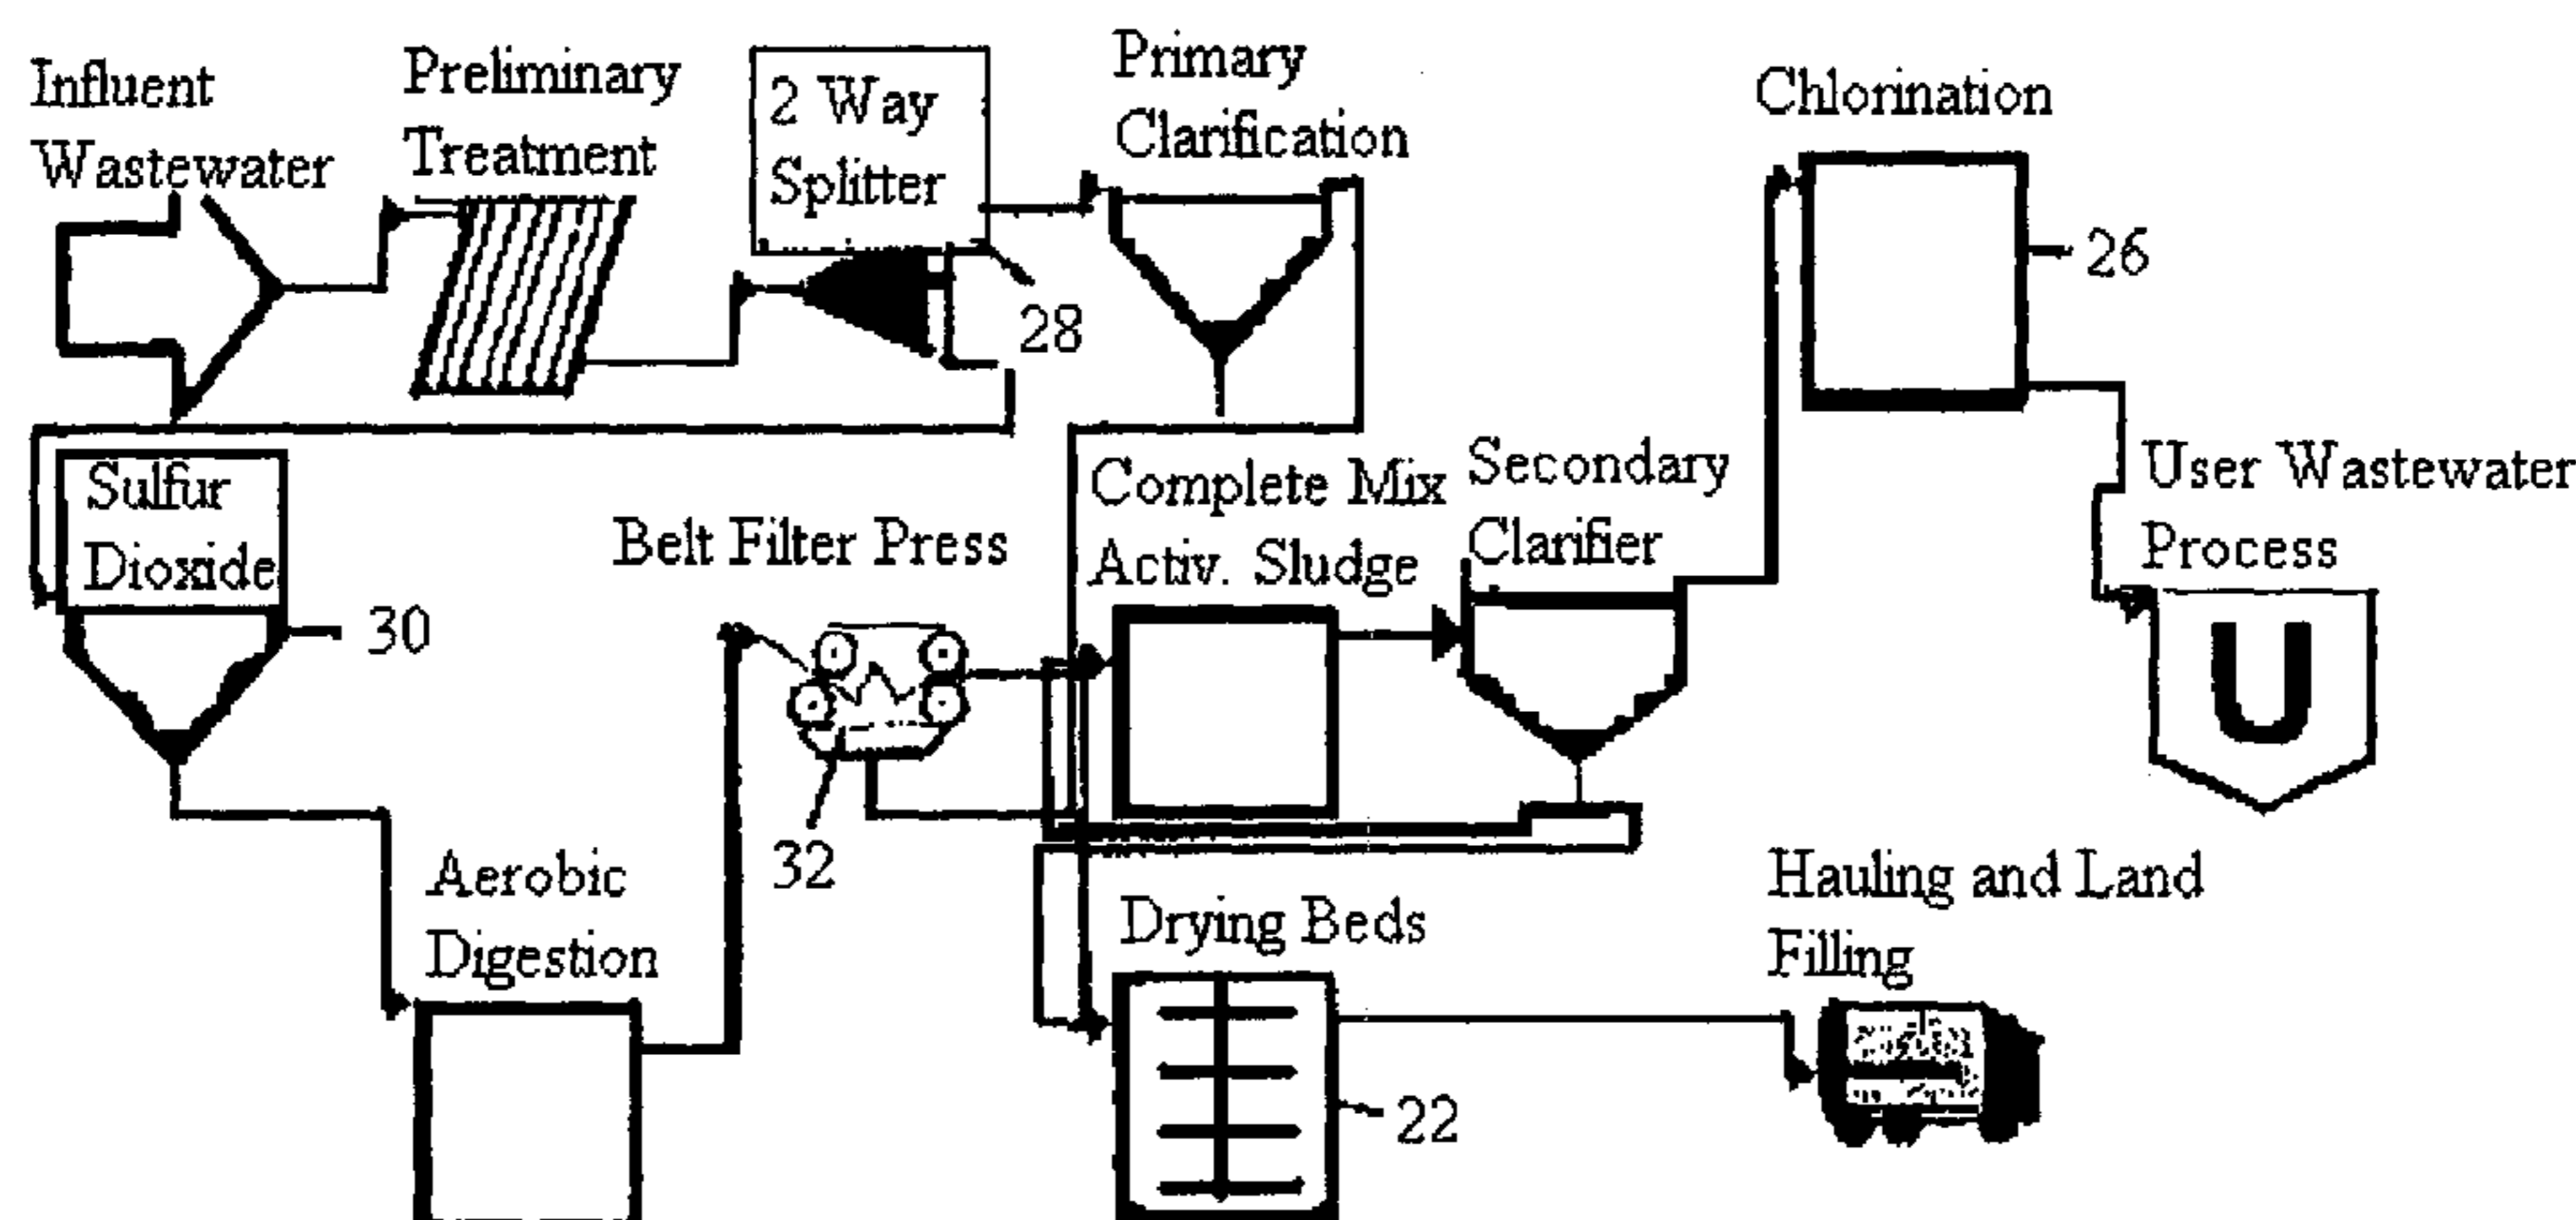 Influent
Wastewater
Preliminary
Treatment
2 Way
Splitter
28
Primary
Clarification
Chlorination
26
Sulfur
Dioxide
30
Belt Filter Press
32
Complete Mix
Activ. Sludge
Secondary
Clarifier
User Wastewater
Process
U
Aerobic
Digestion
Drying Beds
22
Hauling and Land
Filling